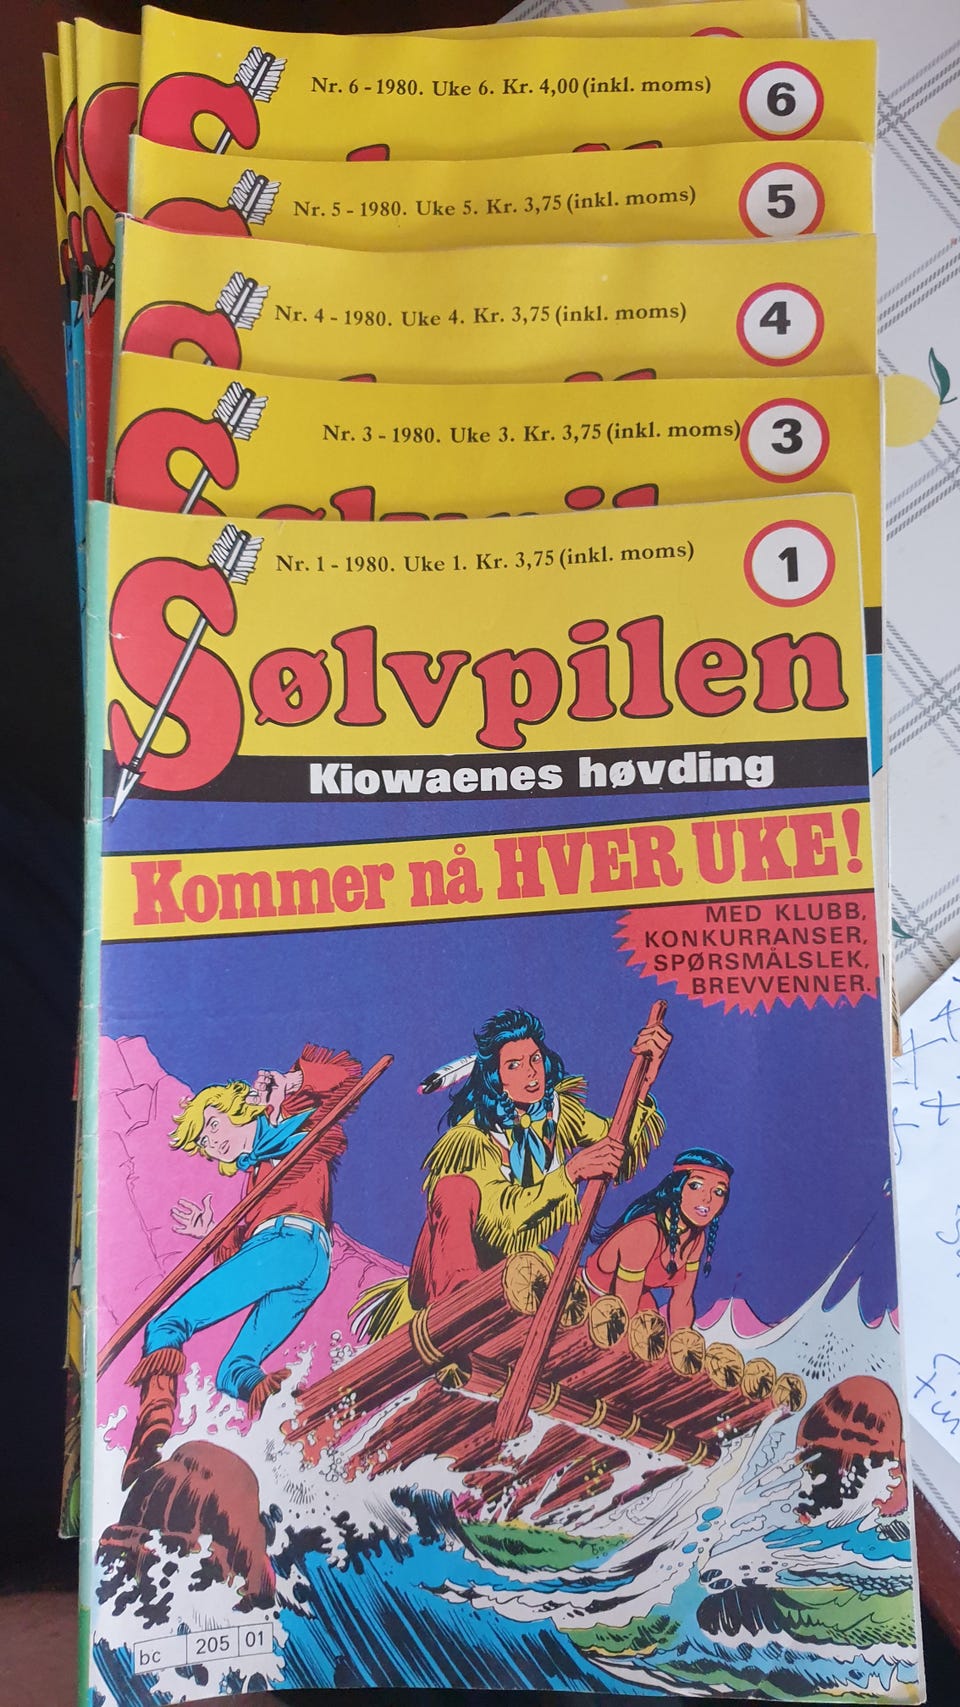 Nr. 6 - 1980. Uke 6. Kr. 4,00 (inkl. moms)
6
Nr. 5 - 1980. Uke 5. Kr. 3,75 (inkl. moms)
5
Nr. 4 - 1980. Uke 4. Kr. 3,75 (inkl. moms)
4
Nr. 3 - 1980. Uke 3. Kr. 3,75 (inkl. moms)
3
Sølvpilen
Nr. 1 - 1980. Uke 1. Kr. 3,75 (inkl. moms)
1
Sølvpilen
Kiowaenes høvding
Kommer nå HVER UKE!
MED KLUBB,
KONKURRANSER,
SPØRSMÅLSLEK,
BREVVENNER.
bc 205 01